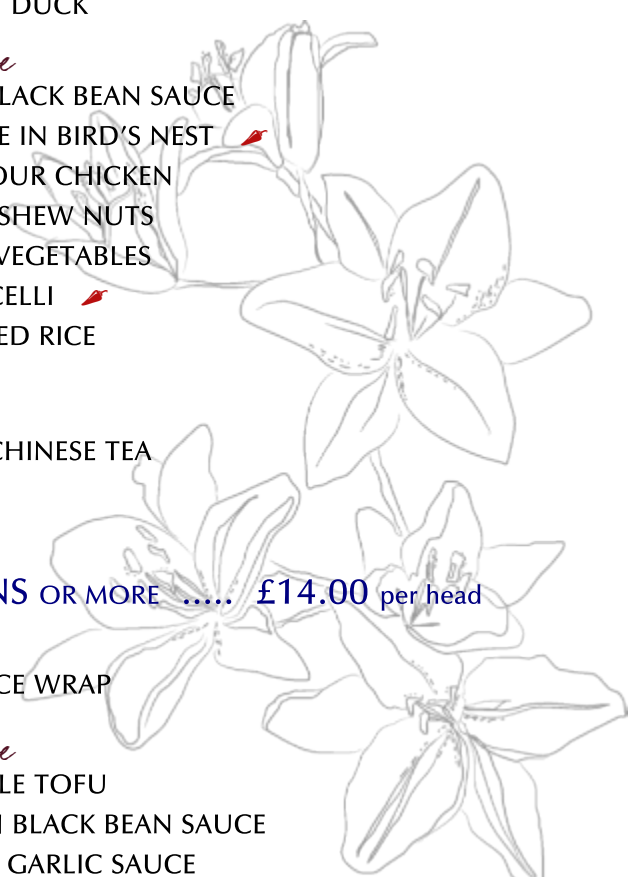 DUCK
e
LACK BEAN SAUCE
E IN BIRD'S NEST
OUR CHICKEN
SHEW NUTS
VEGETABLES
CELLI
ED RICE
CHINESE TEA
NS OR MORE ..... £14.00 per head
CE WRAP
e
LE TOFU
BLACK BEAN SAUCE
GARLIC SAUCE